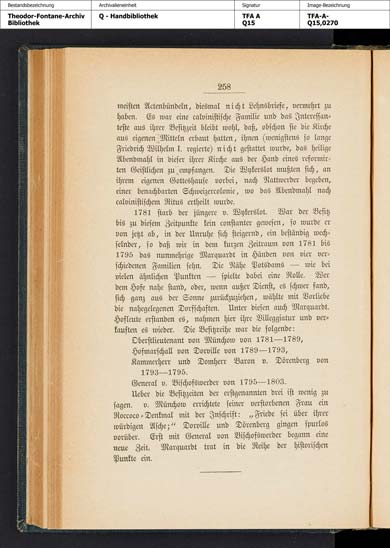 Bestandsbezeichnung
Theodor-Fontane-Archiv
Bibliothek
Archivalieneinheit
Q - Handbibliothek
Signatur
TFA A
Q15
Image-Bezeichnung
TFA-A-
Q15,0270
258
meisten Actenbündeln, diesmal nicht Lehnsbriefe, vermehrt zu
haben. Es war eine calvinistische Familie und das Interessan-
teste aus ihrer Besitzzeit bleibt wohl, daß, obschon sie die Kirche
aus eigenen Mitteln erbaut hatten, ihnen (wenigstens so lange
Friedrich Wilhelm I. regierte) nicht gestattet wurde, das heilige
Abendmahl in dieser ihrer Kirche aus der Hand eines reformir-
ten Geistlichen zu empfangen. Die Wykerslot mußten sich, an
ihrem eigenen Gotteshause vorbei, nach Nattwerder begeben,
einer benachbarten Schweizercolonie, wo das Abendmahl nach
calvinistischem Ritus ertheilt wurde.
1781 starb der jüngere v. Wykerslot. War der Besitz
bis zu diesem Zeitpunkte kein constanter gewesen, so wurde er
von jetzt ab, in der Unruhe sich steigernd, ein beständig wech-
selnder, so daß wir in dem kurzen Zeitraum von 1781 bis
1795 das nunmehrige Marquardt in Händen von vier ver-
schiedenen Familien sehn. Die Nähe Potsdams — wie bei
vielen ähnlichen Punkten — spielte dabei eine Rolle. Wer
dem Hofe nahe stand, oder, wenn außer Dienst, es schwer fand,
sich ganz aus der Sonne zurückzuziehen, wählte mit Vorliebe
die nahgelegenen Dorfschaften. Unter diesen auch Marquardt.
Hofleute erstanden es, nahmen hier ihre Villeggiatur und ver-
kauften es wieder. Die Besitzreihe war die folgende:
Oberstlieutenant von Münchow von 1781—1789,
Hofmarschall von Dorville von 1789—1793,
Kammerherr und Domherr Baron v. Dörenberg von
1793—1795.
General v. Bischofswerder von 1795—1803.
Ueber die Besitzzeiten der erstgenannten drei ist wenig zu
sagen. v. Münchow errichtete seiner verstorbenen Frau ein
Roccoco-Denkmal mit der Inschrift: „Friede sei über ihrer
würdigen Asche;“ Dorville und Dörenberg gingen spurlos
vorüber. Erst mit General von Bischofswerder begann eine
neue Zeit. Marquardt trat in die Reihe der historischen
Punkte ein.